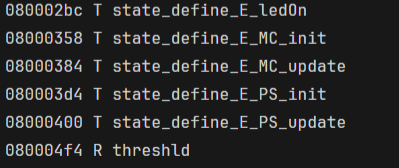 080002bc T state_define_E_ledOn
08000358 T state_define_E_MC_init
08000384 T state_define_E_MC_update
080003d4 T state_define_E_PS_init
08000400 T state_define_E_PS_update
080004f4 R threshld